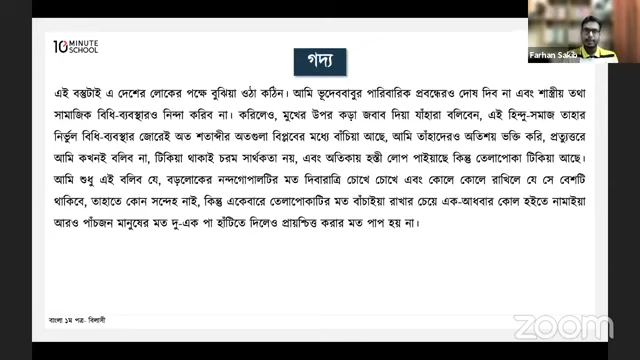 10 MINUTE
SCHOOL
Farhan Sakib
গদ্য
এই বস্তুটাই এ দেশের লোকের পক্ষে বুঝিয়া ওঠা কঠিন। আমি ভূদেববাবুর পারিবারিক প্রবন্ধেরও দোষ দিব না এবং শাস্ত্রীয় তথা
সামাজিক বিধি-ব্যবস্থারও নিন্দা করিব না। করিলেও, মুখের উপর কড়া জবাব দিয়া যাঁহারা বলিবেন, এই হিন্দু-সমাজ তাহার
নির্ভুল বিধি-ব্যবস্থার জোরেই অত শতাব্দীর অতগুলা বিপ্লবের মধ্যে বাঁচিয়া আছে, আমি তাঁহাদেরও অতিশয় ভক্তি করি, প্রত্যুত্তরে
আমি কখনই বলিব না, টিকিয়া থাকাই চরম সার্থকতা নয়, এবং অতিকায় হস্তী লোপ পাইয়াছে কিন্তু তেলাপোকা টিকিয়া আছে।
আমি শুধু এই বলিব যে, বড়লোকের নন্দগোপালটির মত দিবারাত্রি চোখে চোখে এবং কোলে কোলে রাখিলে যে সে বেশটি
থাকিবে, তাহাতে কোন সন্দেহ নাই, কিন্তু একেবারে তেলাপোকাটির মত বাঁচাইয়া রাখার চেয়ে এক-আধবার কোল হইতে নামাইয়া
আরও পাঁচজন মানুষের মত দু-এক পা হাঁটিতে দিলেও প্রায়শ্চিত্ত করার মত পাপ হয় না।
বাংলা ১ম পত্র- বিলাসী
zoom